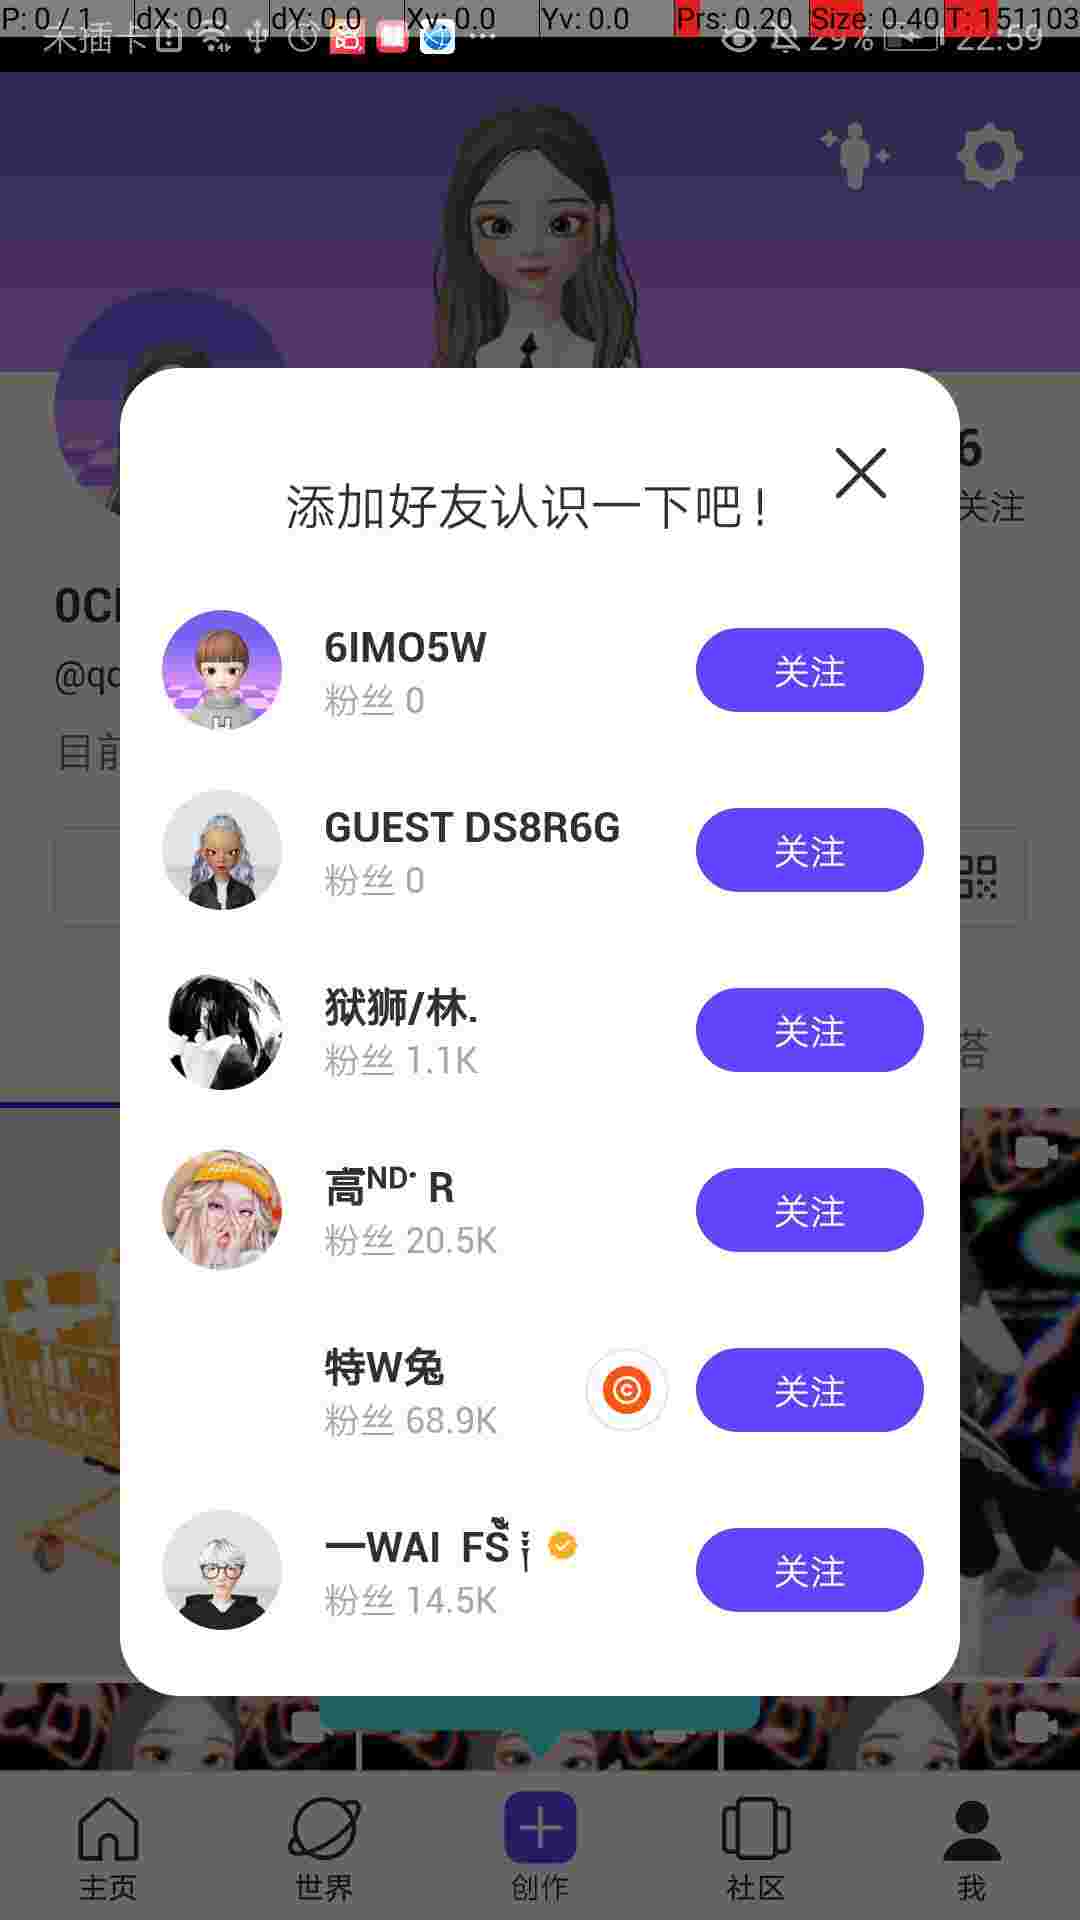 P: 0 / 1 dX: 0.0 dY: 0.0 Xv: 0.0 Yv: 0.0 Prs: 0.20 Size: 0.40 T: 151103
未插卡 29% 22:59
6
关注
添加好友认识一下吧!
目前
6IMO5W
粉丝 0
关注
GUEST DS8R6G
粉丝 0
关注
狱狮/林.
粉丝 1.1K
关注
答
高ᴺᴰ· R
粉丝 20.5K
关注
特W兔
粉丝 68.9K
关注
一WAI FS
粉丝 14.5K
关注
主页
世界
创作
社区
我